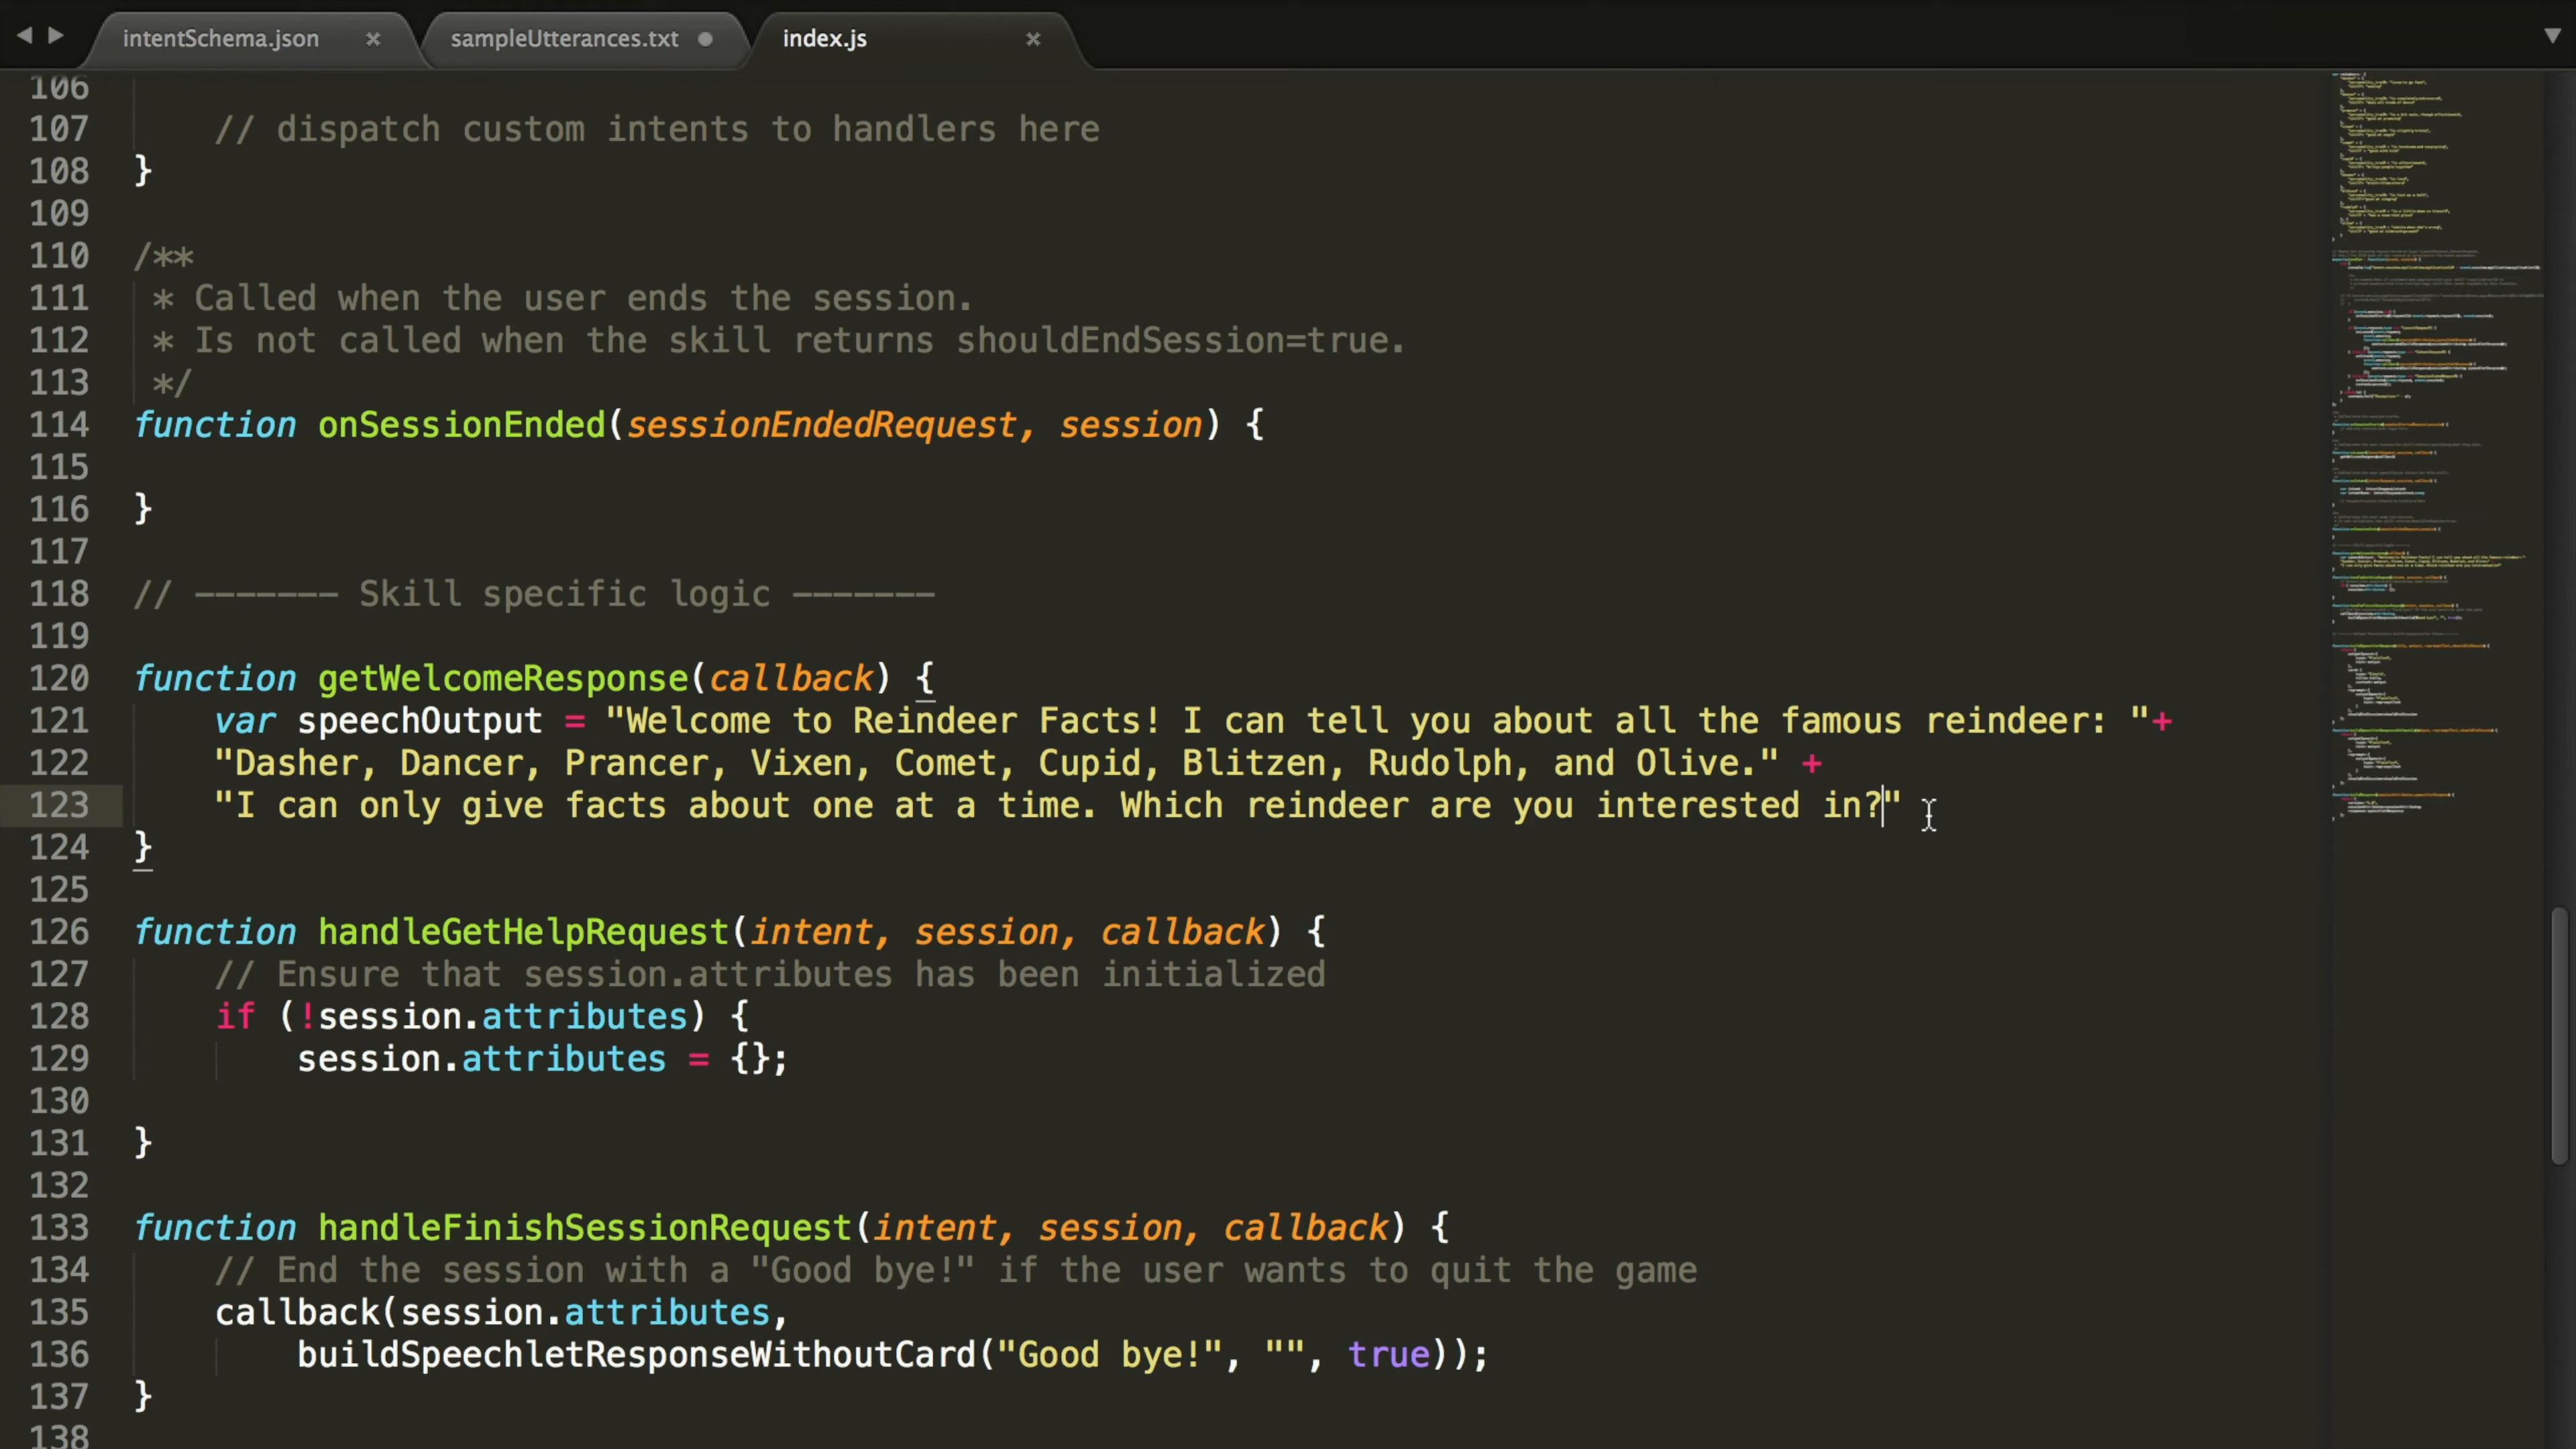 intentSchema.json × sampleUtterances.txt index.js ×
106
107 // dispatch custom intents to handlers here
108 }
109
110 /**
111 * Called when the user ends the session.
112 * Is not called when the skill returns shouldEndSession=true.
113 */
114 function onSessionEnded(sessionEndedRequest, session) {
115
116 }
117
118 // ------- Skill specific logic -------
119
120 function getWelcomeResponse(callback) {
121 var speechOutput = "Welcome to Reindeer Facts! I can tell you about all the famous reindeer: "+
122 "Dasher, Dancer, Prancer, Vixen, Comet, Cupid, Blitzen, Rudolph, and Olive." +
123 "I can only give facts about one at a time. Which reindeer are you interested in?"
124 }
125
126 function handleGetHelpRequest(intent, session, callback) {
127 // Ensure that session.attributes has been initialized
128 if (!session.attributes) {
129 session.attributes = {};
130
131 }
132
133 function handleFinishSessionRequest(intent, session, callback) {
134 // End the session with a "Good bye!" if the user wants to quit the game
135 callback(session.attributes,
136 buildSpeechletResponseWithoutCard("Good bye!", "", true));
137 }
138